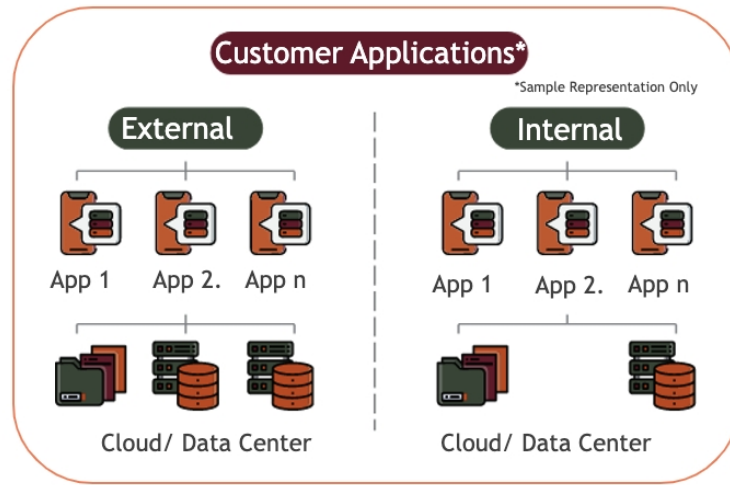 Customer Applications*
*Sample Representation Only
External
Internal
App 1
App 2.
App n
App 1
App 2.
App n
Cloud/ Data Center
Cloud/ Data Center